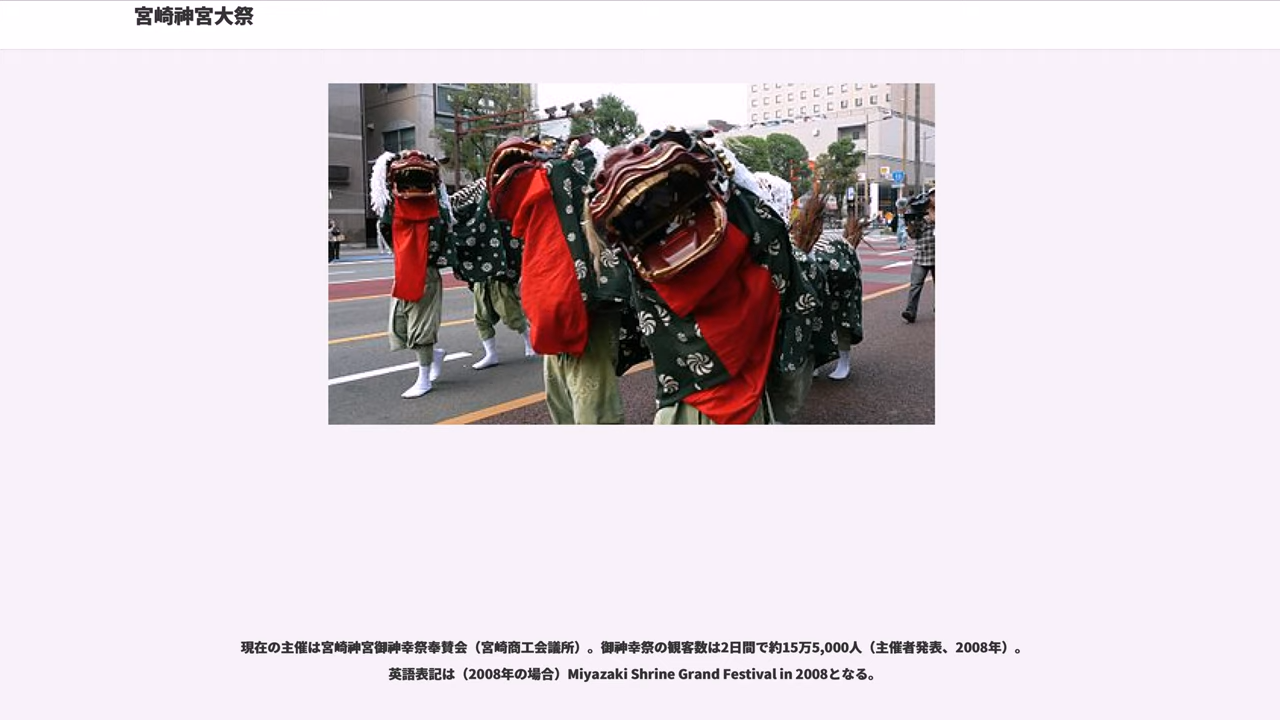 宮崎神宮大祭
現在の主催は宮崎神宮御神幸祭奉賛会（宮崎商工会議所）。御神幸祭の観客数は2日間で約15万5,000人（主催者発表、2008年）。
英語表記は（2008年の場合）Miyazaki Shrine Grand Festival in 2008となる。